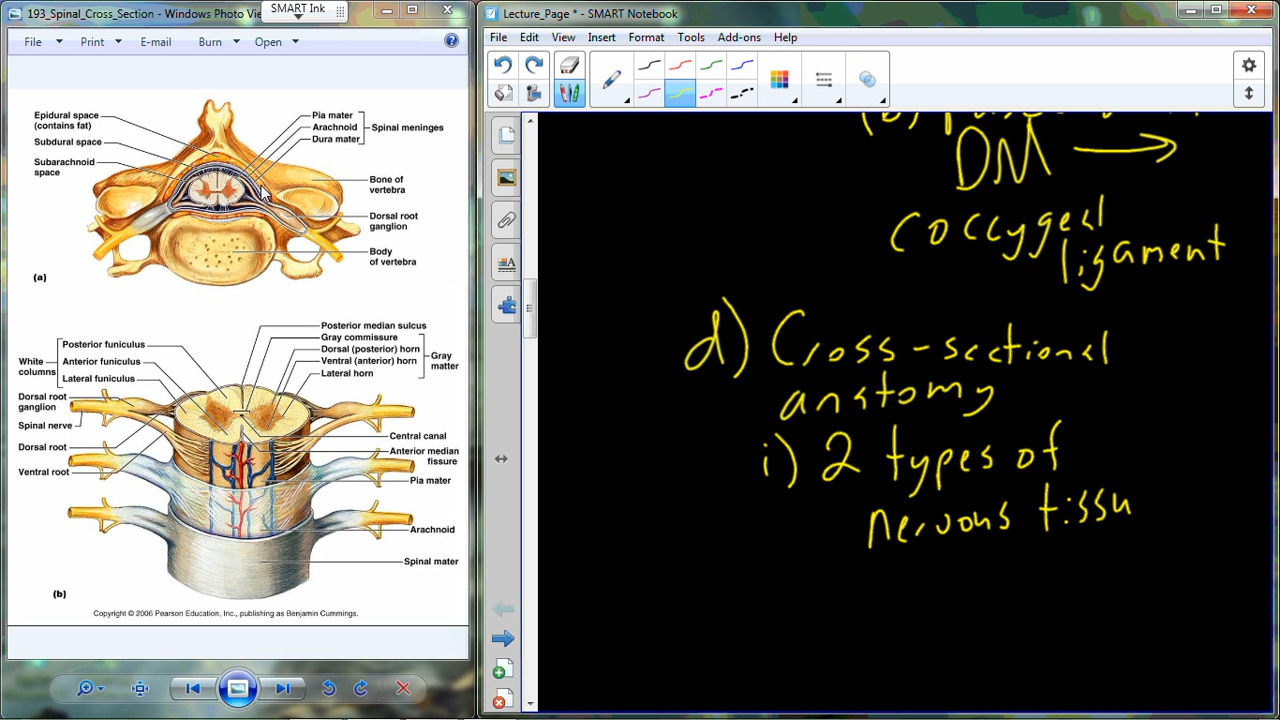 193_Spinal_Cross_Section - Windows Photo Vie
SMART Ink
File Print E-mail Burn Open
Epidural space
(contains fat)
Subdural space
Subarachnoid
space
Pia mater
Arachnoid
Dura mater
Spinal meninges
Bone of
vertebra
Dorsal root
ganglion
Body
of vertebra
(a)
Posterior median sulcus
Gray commissure
Dorsal (posterior) horn
Ventral (anterior) horn
Lateral horn
Gray
matter
White
columns
Posterior funiculus
Anterior funiculus
Lateral funiculus
Dorsal root
ganglion
Spinal nerve
Dorsal root
Ventral root
Central canal
Anterior median
fissure
Pia mater
Arachnoid
Spinal mater
(b)
Copyright © 2006 Pearson Education, Inc., publishing as Benjamin Cummings.
Lecture_Page * - SMART Notebook
File Edit View Insert Format Tools Add-ons Help
DM →
coccygeal
ligament
d) Cross-sectional
anatomy
i) 2 types of
nervous tissu